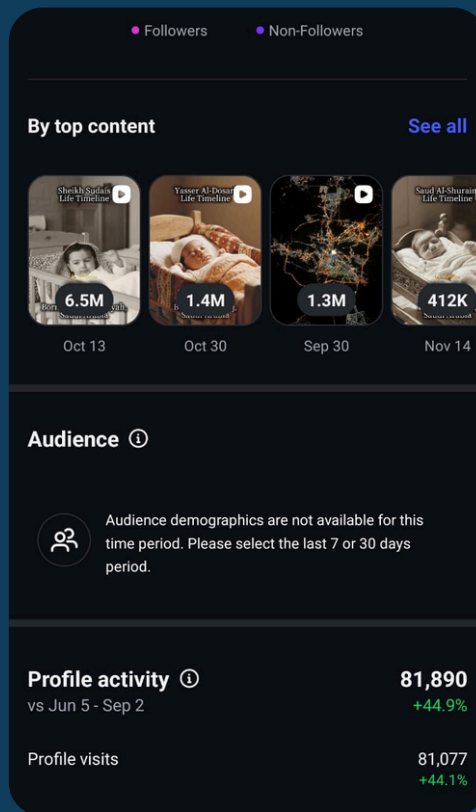 Followers Non-Followers
By top content See all
Sheikh Sudais
Life Timeline
6.5M
Oct 13
Yasser Al-Dosar
Life Timeline
1.4M
Oct 30
1.3M
Sep 30
Saud Al-Shuraim
Life Timeline
412K
Nov 14
Audience
Audience demographics are not available for this
time period. Please select the last 7 or 30 days
period.
Profile activity 81,890
vs Jun 5 - Sep 2 +44.9%
Profile visits 81,077
+44.1%